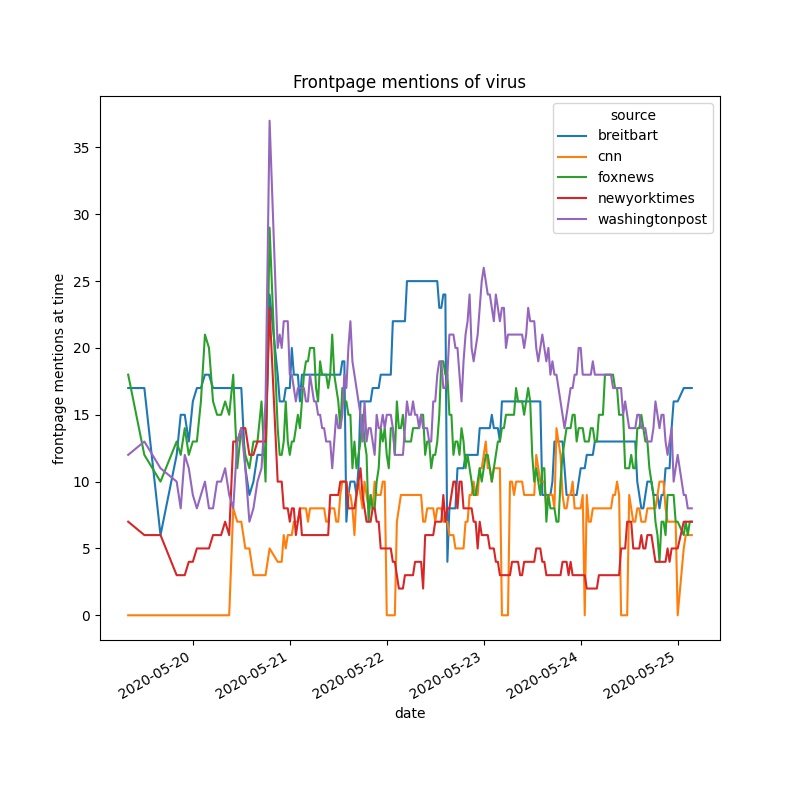 Frontpage mentions of virus
source
breitbart
cnn
foxnews
newyorktimes
washingtonpost
frontpage mentions at time
35
30
25
20
15
10
5
0
2020-05-20
2020-05-21
2020-05-22
2020-05-23
2020-05-24
2020-05-25
date